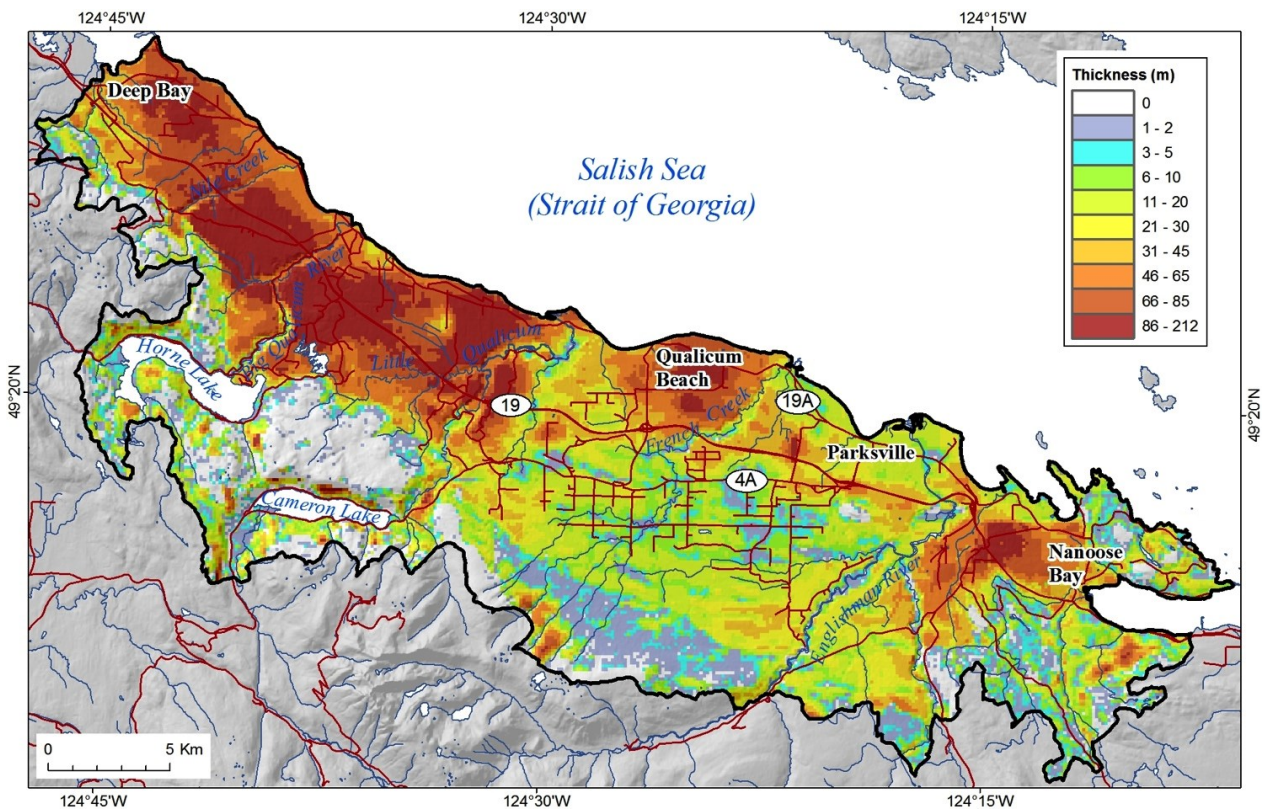 124°45'W
124°30'W
124°15'W
Deep Bay
Thickness (m)
0
1 - 2
3 - 5
6 - 10
11 - 20
21 - 30
31 - 45
46 - 65
66 - 85
86 - 212
Nile Creek
Salish Sea
(Strait of Georgia)
Big Qualicum River
Horne Lake
Little Qualicum
Qualicum
Beach
49°20'N
49°20'N
19
19A
French Creek
Parksville
4A
Cameron Lake
Nanoose
Bay
Englishman River
0
5 Km
124°45'W
124°30'W
124°15'W